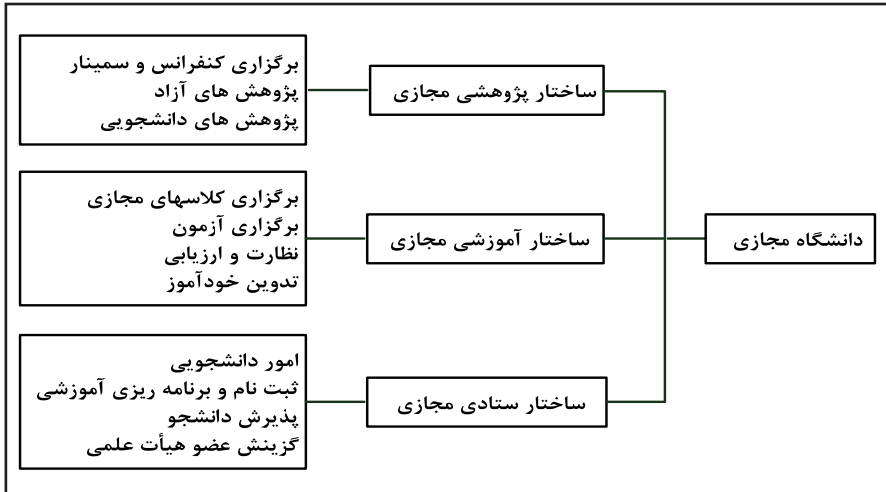 دانشگاه مجازی
ساختار پژوهشی مجازی
برگزاری کنفرانس و سمینار
پژوهش های آزاد
پژوهش های دانشجویی
ساختار آموزشی مجازی
برگزاری کلاسهای مجازی
برگزاری آزمون
نظارت و ارزیابی
تدوین خودآموز
ساختار ستادی مجازی
امور دانشجویی
ثبت نام و برنامه ریزی آموزشی
پذیرش دانشجو
گزینش عضو هیأت علمی